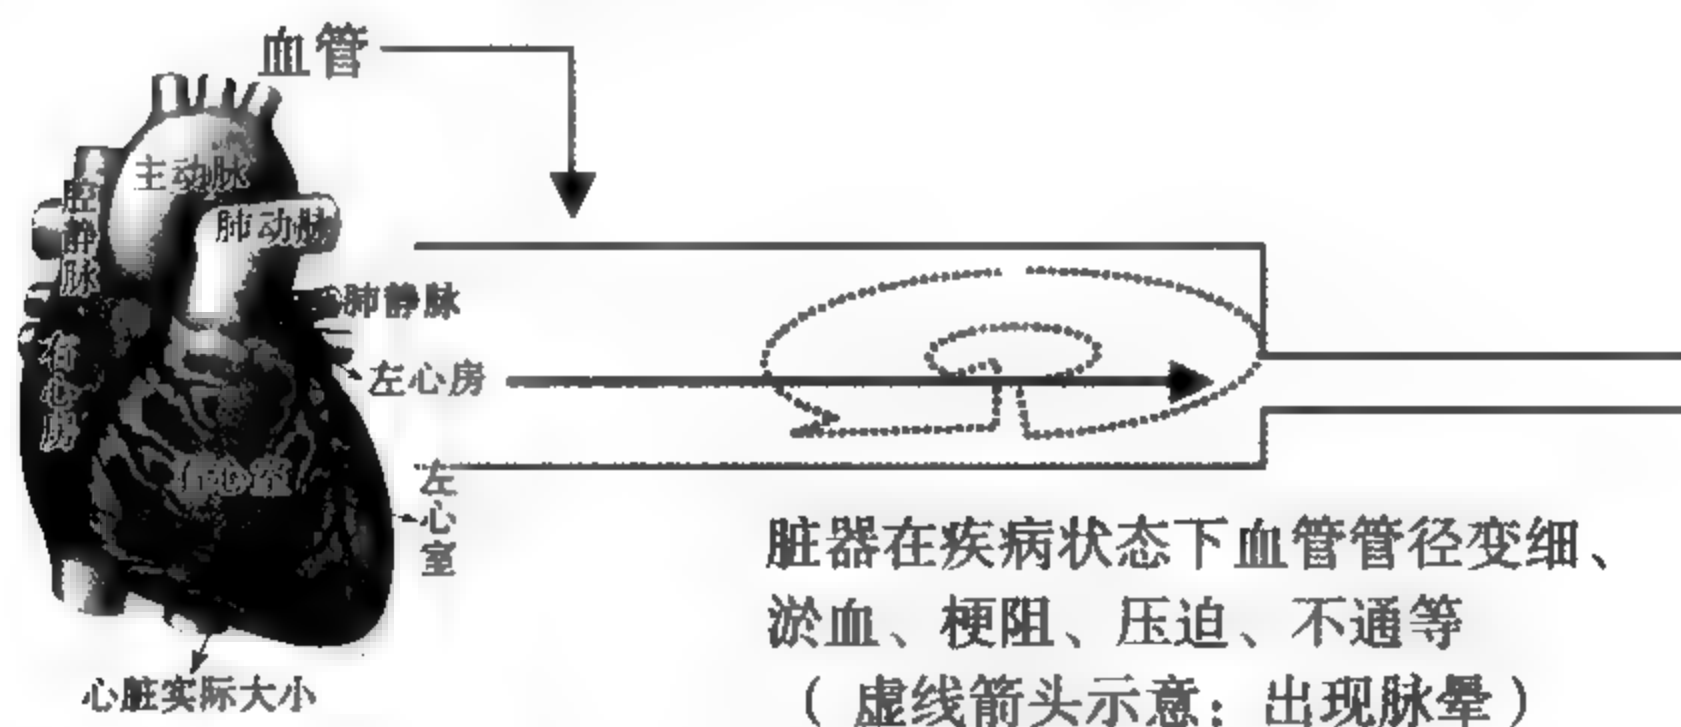 血管
主动脉
腔静脉
肺动脉
肺静脉
右心房
左心房
右心室
左心室
心脏实际大小
脏器在疾病状态下血管管径变细、
淤血、梗阻、压迫、不通等
（虚线箭头示意：出现脉晕）